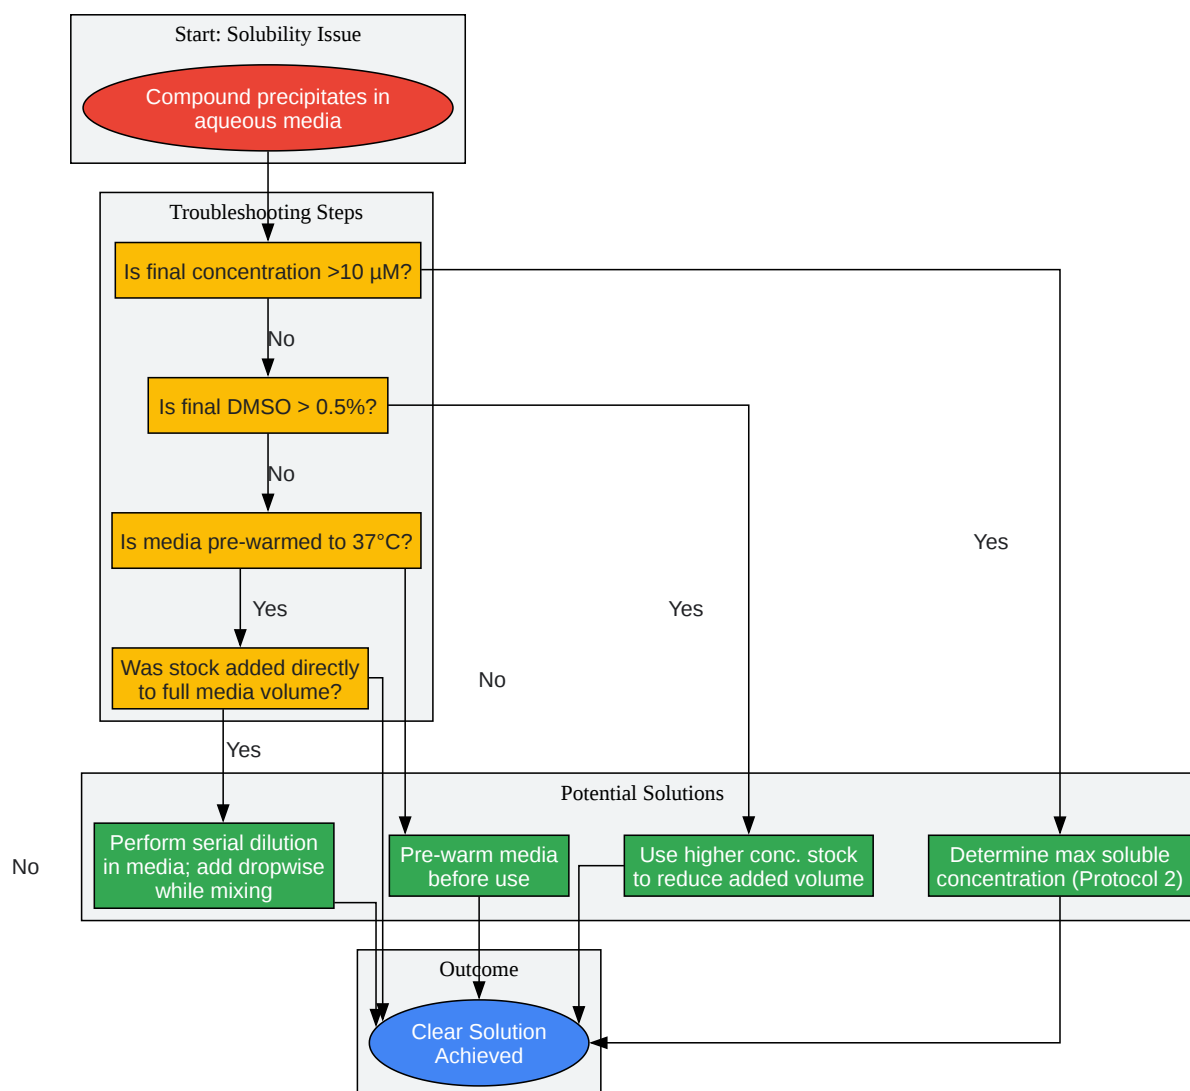 Start: Solubility Issue
Compound precipitates in
aqueous media
Troubleshooting Steps
Is final concentration >10 µM?
No
Is final DMSO > 0.5%?
No
Is media pre-warmed to 37°C?
Yes
Yes
Yes
Was stock added directly
to full media volume?
No
Yes
Potential Solutions
Perform serial dilution
in media; add dropwise
while mixing
Pre-warm media
before use
Use higher conc. stock
to reduce added volume
Determine max soluble
concentration (Protocol 2)
No
Outcome
Clear Solution
Achieved